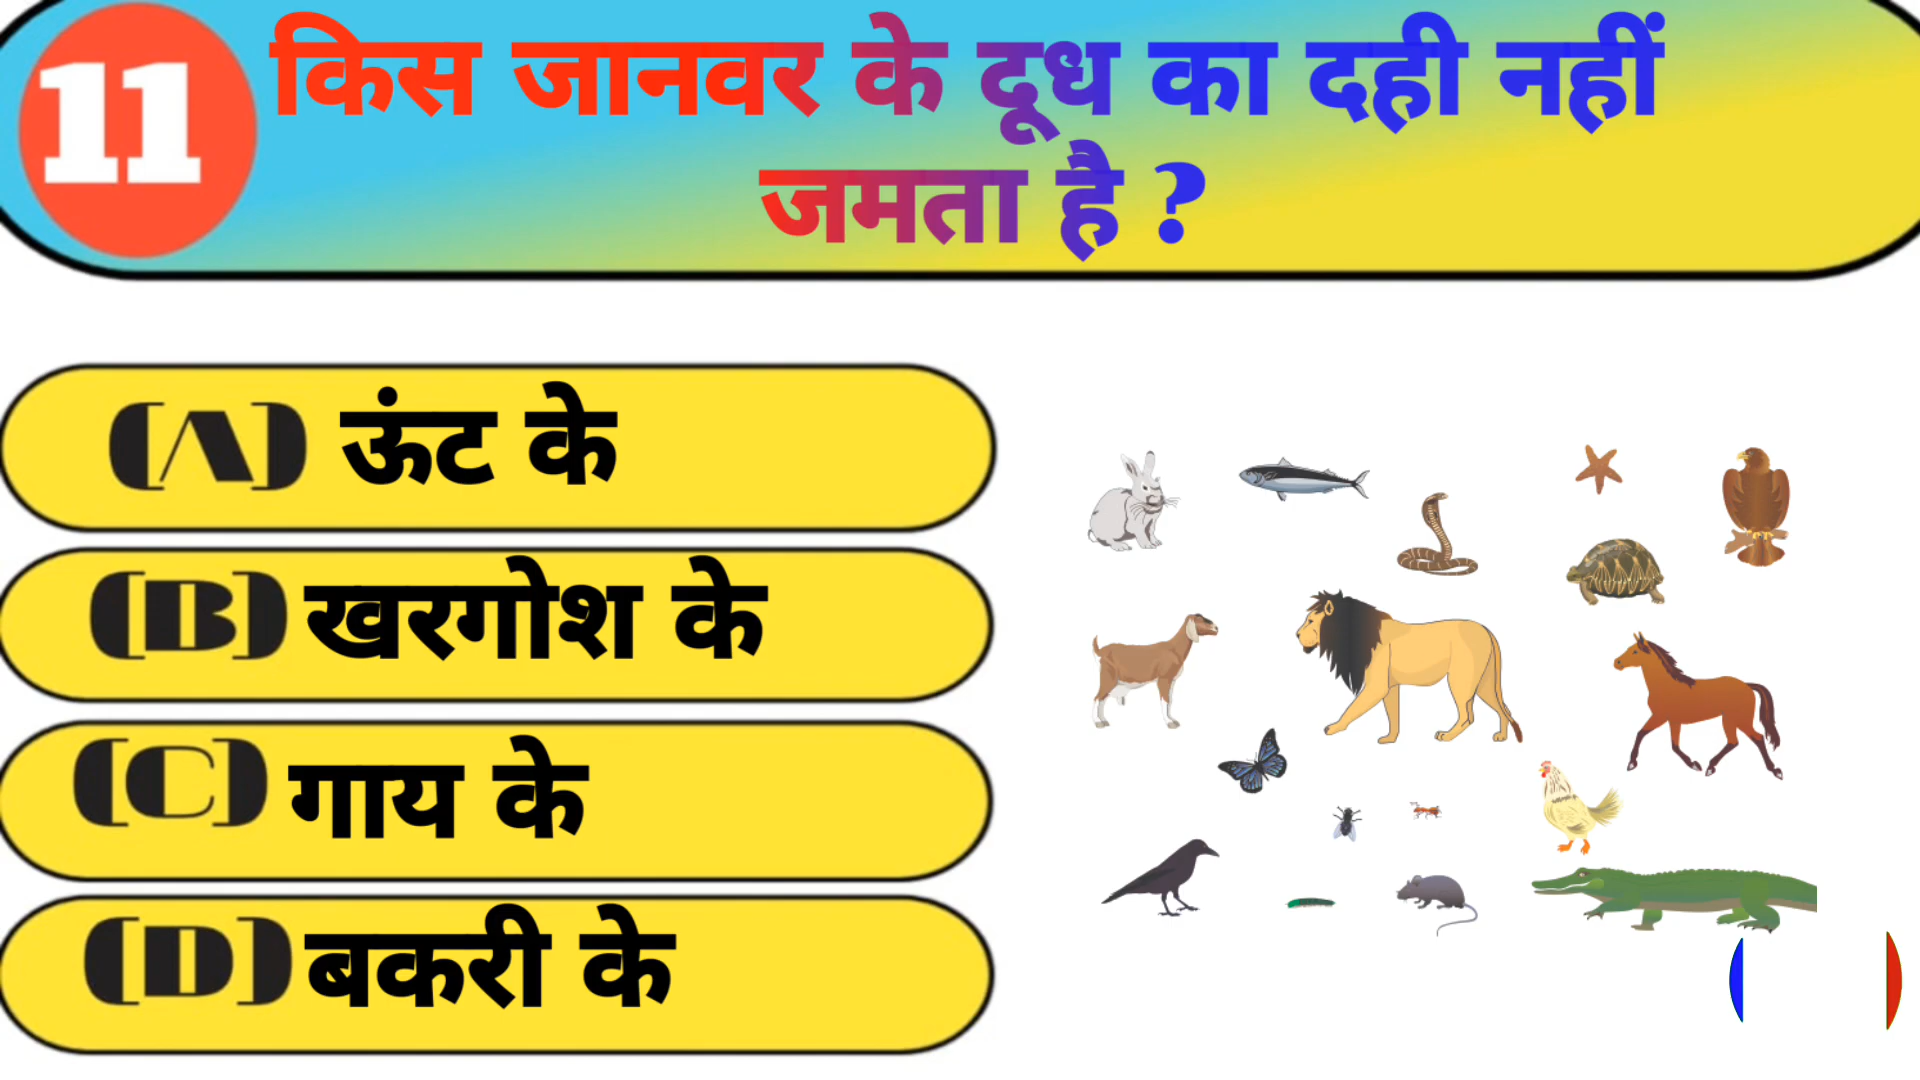 11
किस जानवर के दूध का दही नहीं
जमता है ?
(A) ऊंट के
(B) खरगोश के
(C) गाय के
(D) बकरी के